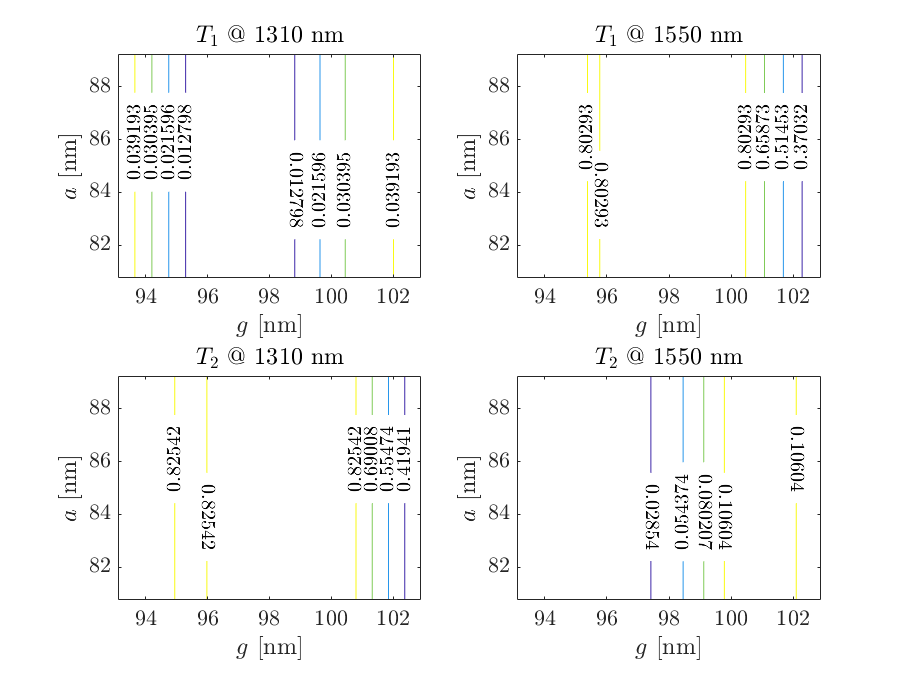 T₁ @ 1310 nm
88
86
84
82
a [nm]
0.039193
0.030395
0.021596
0.012798
0.012798
0.021596
0.030395
0.039193
94 96 98 100 102
g [nm]
T₁ @ 1550 nm
88
86
84
82
a [nm]
0.80293
0.80293
0.80293
0.65873
0.51453
0.37032
94 96 98 100 102
g [nm]
T₂ @ 1310 nm
88
86
84
82
a [nm]
0.82542
0.82542
0.82542
0.69008
0.55474
0.41941
94 96 98 100 102
g [nm]
T₂ @ 1550 nm
88
86
84
82
a [nm]
0.02854
0.054374
0.080207
0.10604
0.10604
94 96 98 100 102
g [nm]